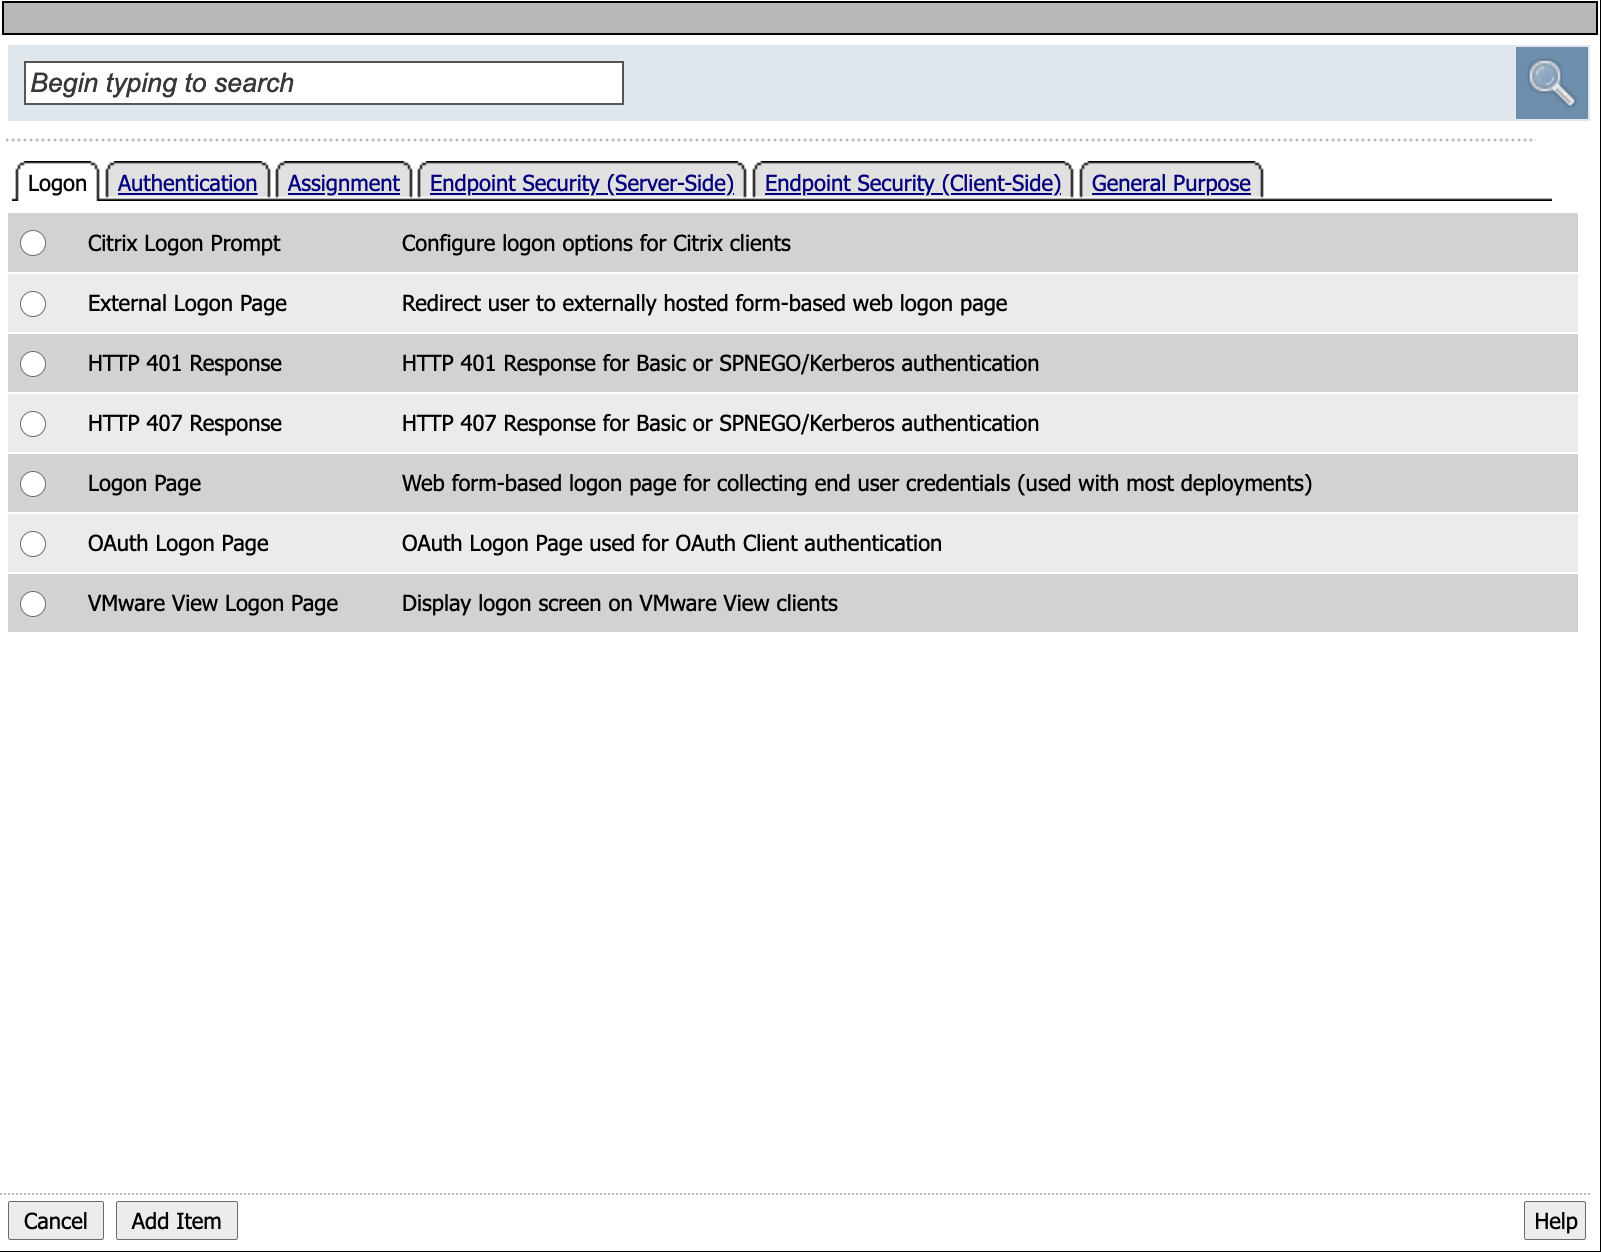 Begin typing to search
Logon Authentication Assignment Endpoint Security (Server-Side) Endpoint Security (Client-Side) General Purpose
Citrix Logon Prompt Configure logon options for Citrix clients
External Logon Page Redirect user to externally hosted form-based web logon page
HTTP 401 Response HTTP 401 Response for Basic or SPNEGO/Kerberos authentication
HTTP 407 Response HTTP 407 Response for Basic or SPNEGO/Kerberos authentication
Logon Page Web form-based logon page for collecting end user credentials (used with most deployments)
OAuth Logon Page OAuth Logon Page used for OAuth Client authentication
VMware View Logon Page Display logon screen on VMware View clients
Cancel Add Item Help